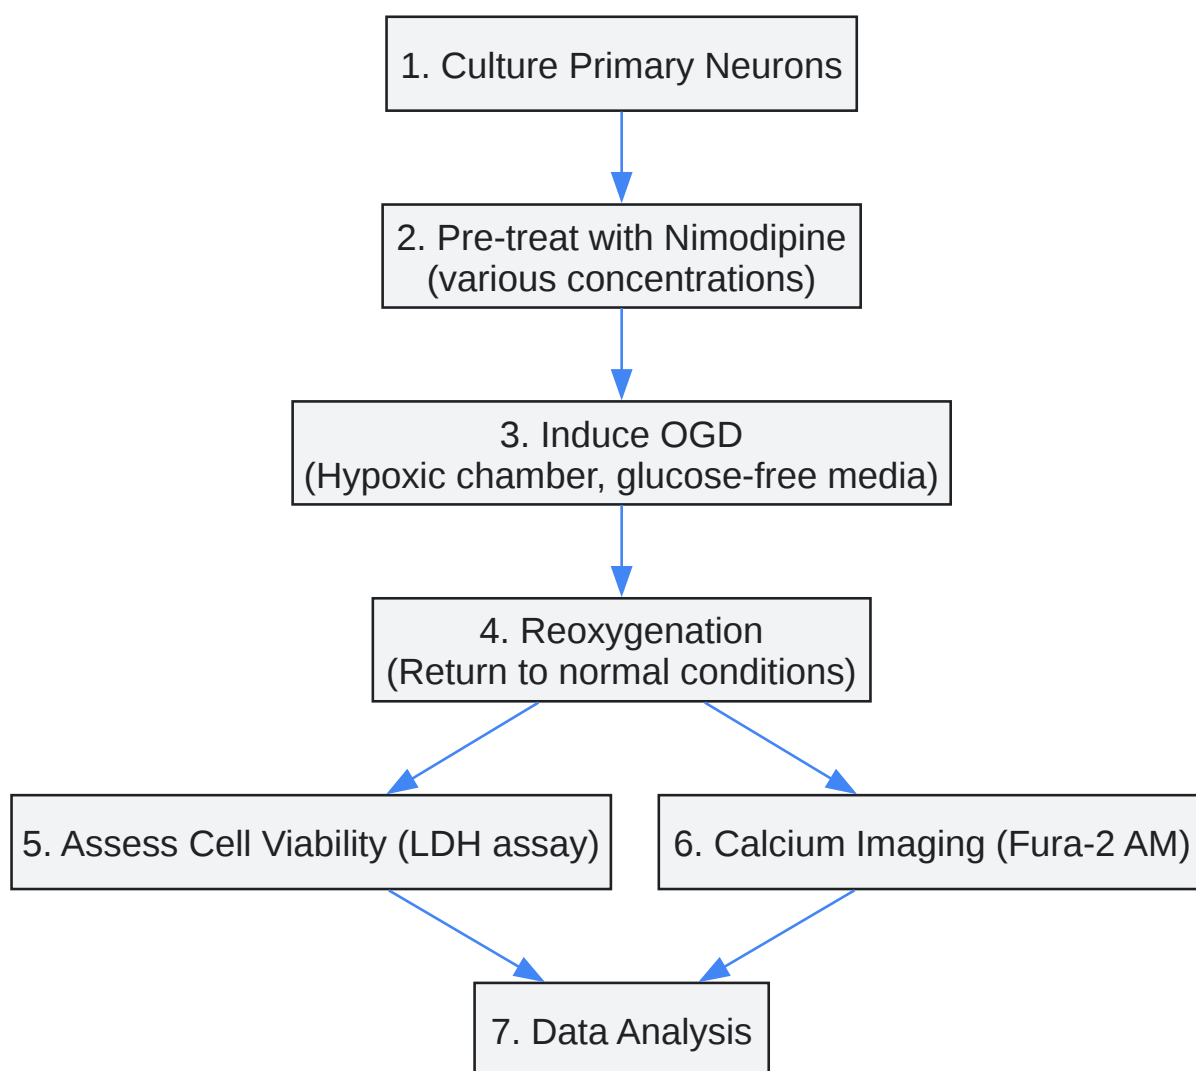 1. Culture Primary Neurons
2. Pre-treat with Nimodipine
(various concentrations)
3. Induce OGD
(Hypoxic chamber, glucose-free media)
4. Reoxygenation
(Return to normal conditions)
5. Assess Cell Viability (LDH assay)
6. Calcium Imaging (Fura-2 AM)
7. Data Analysis